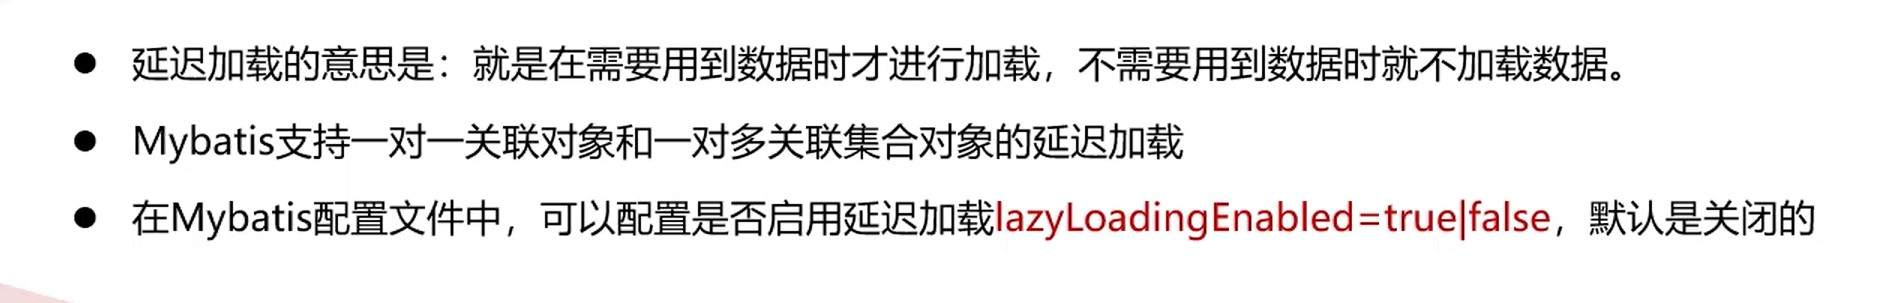 ● 延迟加载的意思是：就是在需要用到数据时才进行加载，不需要用到数据时就不加载数据。
● Mybatis支持一对一关联对象和一对多关联集合对象的延迟加载
● 在Mybatis配置文件中，可以配置是否启用延迟加载lazyLoadingEnabled=true|false，默认是关闭的